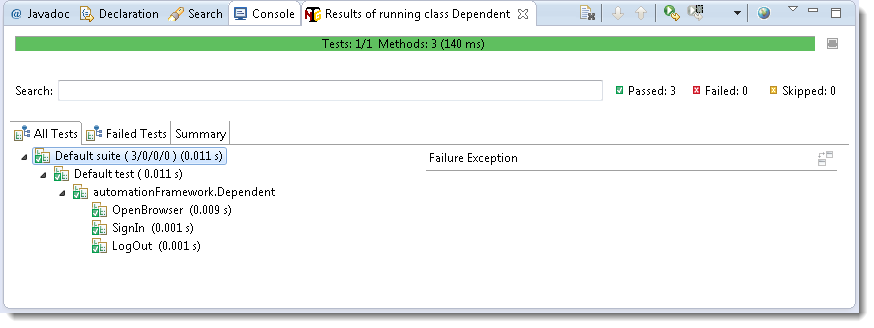 @ Javadoc Declaration Search Console Results of running class Dependent
Tests: 1/1 Methods: 3 (140 ms)
Search: Passed: 3 Failed: 0 Skipped: 0
All Tests Failed Tests Summary
Default suite ( 3/0/0/0 ) (0.011 s) Failure Exception
Default test ( 0.011 s)
automationFramework.Dependent
OpenBrowser (0.009 s)
SignIn (0.001 s)
LogOut (0.001 s)